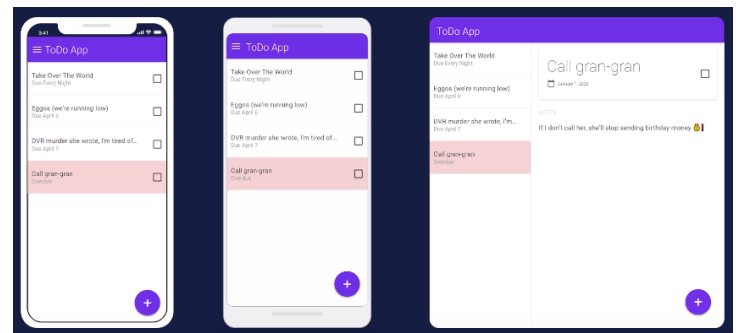 9:41
ToDo App
Take Over The World
Due Every Night
Eggos (we're running low)
Due April 6
DVR murder she wrote, I'm tired of...
Due April 7
Call gran-gran
Overdue
+
ToDo App
Take Over The World
Due Every Night
Eggos (we're running low)
Due April 6
DVR murder she wrote, I'm tired of...
Due April 7
Call gran-gran
Overdue
+
ToDo App
Take Over The World
Due Every Night
Eggos (we're running low)
Due April 6
DVR murder she wrote, I'm...
Due April 7
Call gran-gran
Overdue
Call gran-gran
January 1, 2020
NOTES
If I don't call her, she'll stop sending birthday money
+